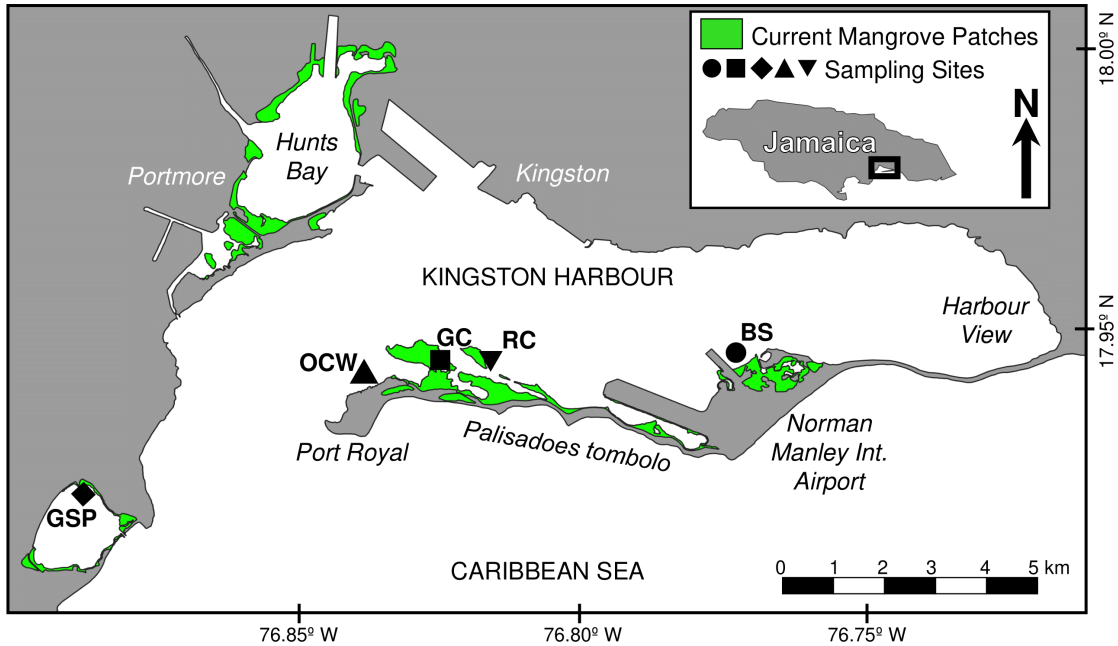 Current Mangrove Patches
Sampling Sites
N
Jamaica
18.00º N
17.95º N
Hunts
Bay
Portmore
Kingston
KINGSTON HARBOUR
Harbour
View
GC
RC
BS
OCW
Port Royal
Palisadoes tombolo
Norman
Manley Int.
Airport
GSP
CARIBBEAN SEA
0 1 2 3 4 5 km
76.85º W
76.80º W
76.75º W